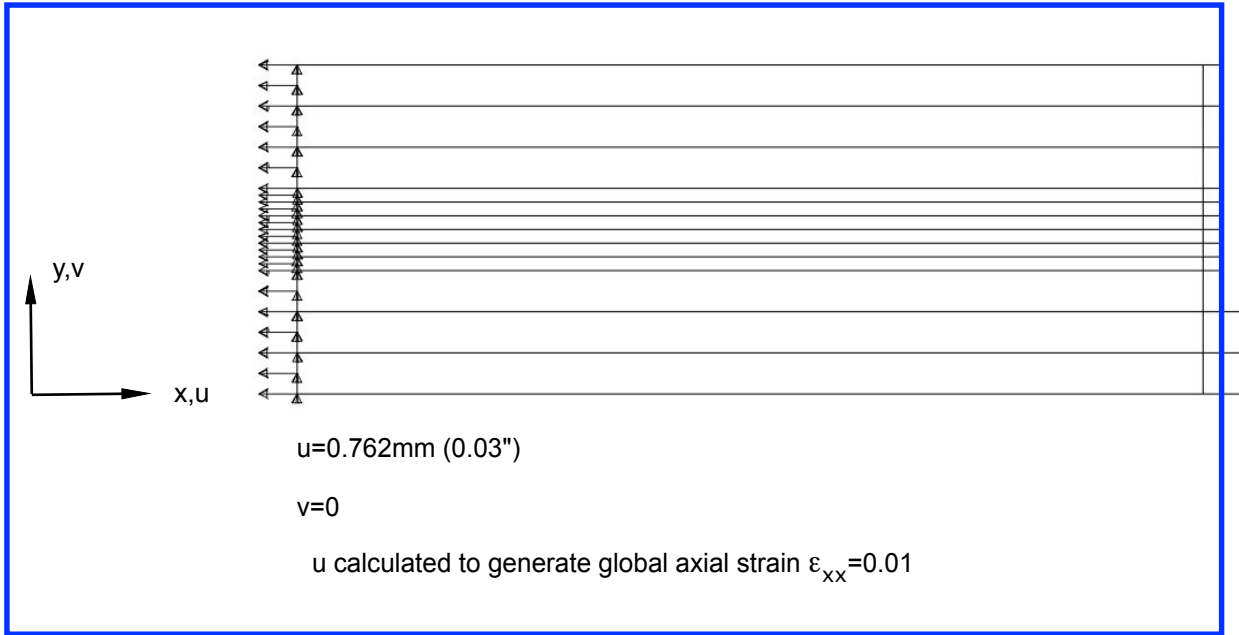 y,v
x,u
u=0.762mm (0.03")
v=0
u calculated to generate global axial strain εxx=0.01